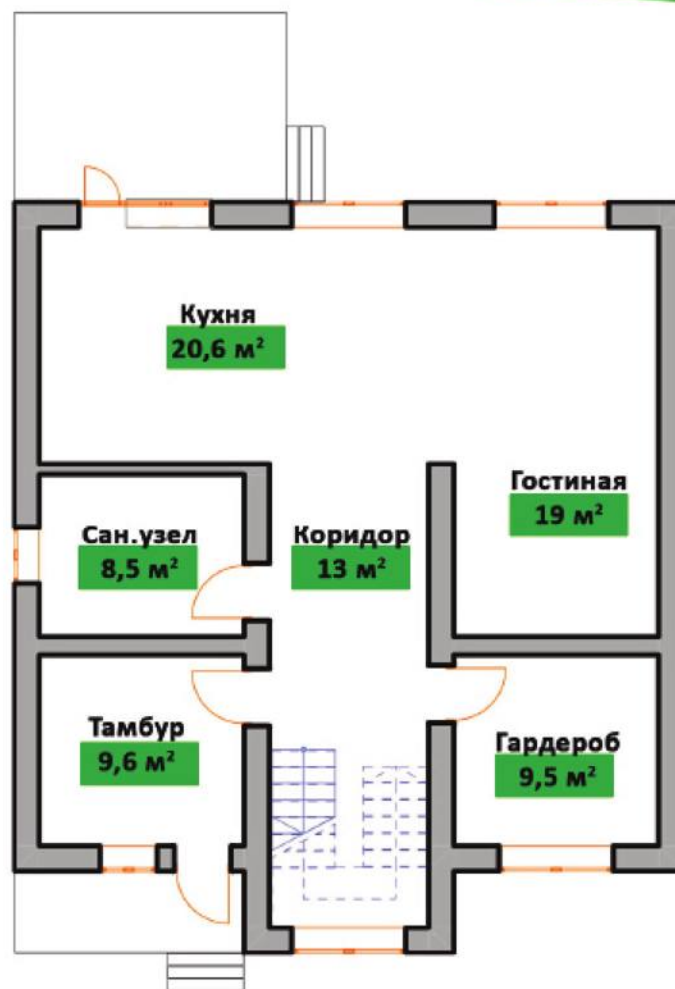 Кухня
20,6 м²
Гостиная
19 м²
Сан.узел
8,5 м²
Коридор
13 м²
Тамбур
9,6 м²
Гардероб
9,5 м²